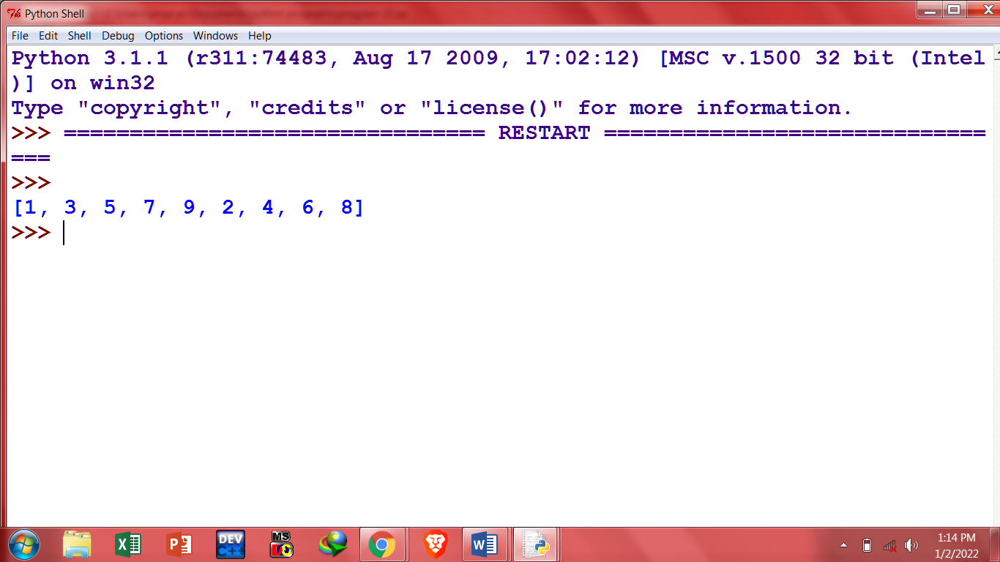 Python Shell
File Edit Shell Debug Options Windows Help
Python 3.1.1 (r311:74483, Aug 17 2009, 17:02:12) [MSC v.1500 32 bit (Intel
)] on win32
Type "copyright", "credits" or "license()" for more information.
>>> ================================ RESTART =============================
===
>>>
[1, 3, 5, 7, 9, 2, 4, 6, 8]
>>>
DEV
C++
MS
W
P
X
1:14 PM
1/2/2022